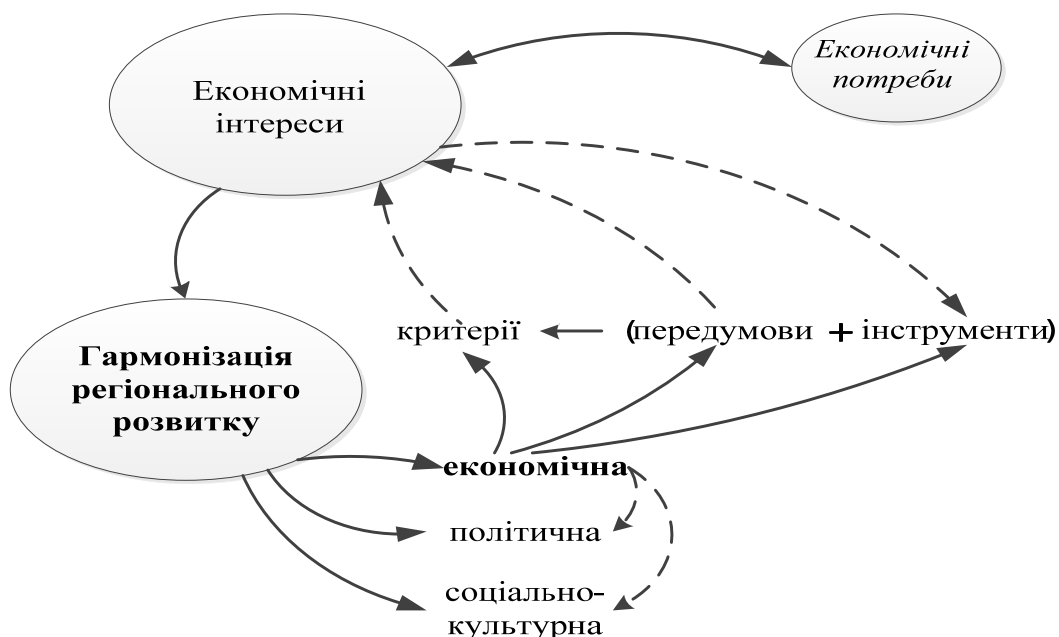 Економічні
інтереси
Економічні
потреби
критерії
(передумови + інструменти)
Гармонізація
регіонального
розвитку
економічна
політична
соціально-
культурна